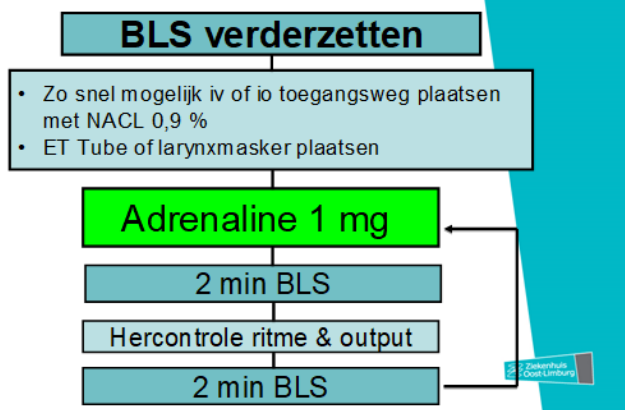 BLS verderzetten
• Zo snel mogelijk iv of io toegangsweg plaatsen
met NACL 0,9 %
• ET Tube of larynxmasker plaatsen
Adrenaline 1 mg
2 min BLS
Hercontrole ritme & output
2 min BLS
Ziekenhuis
Oost-Limburg